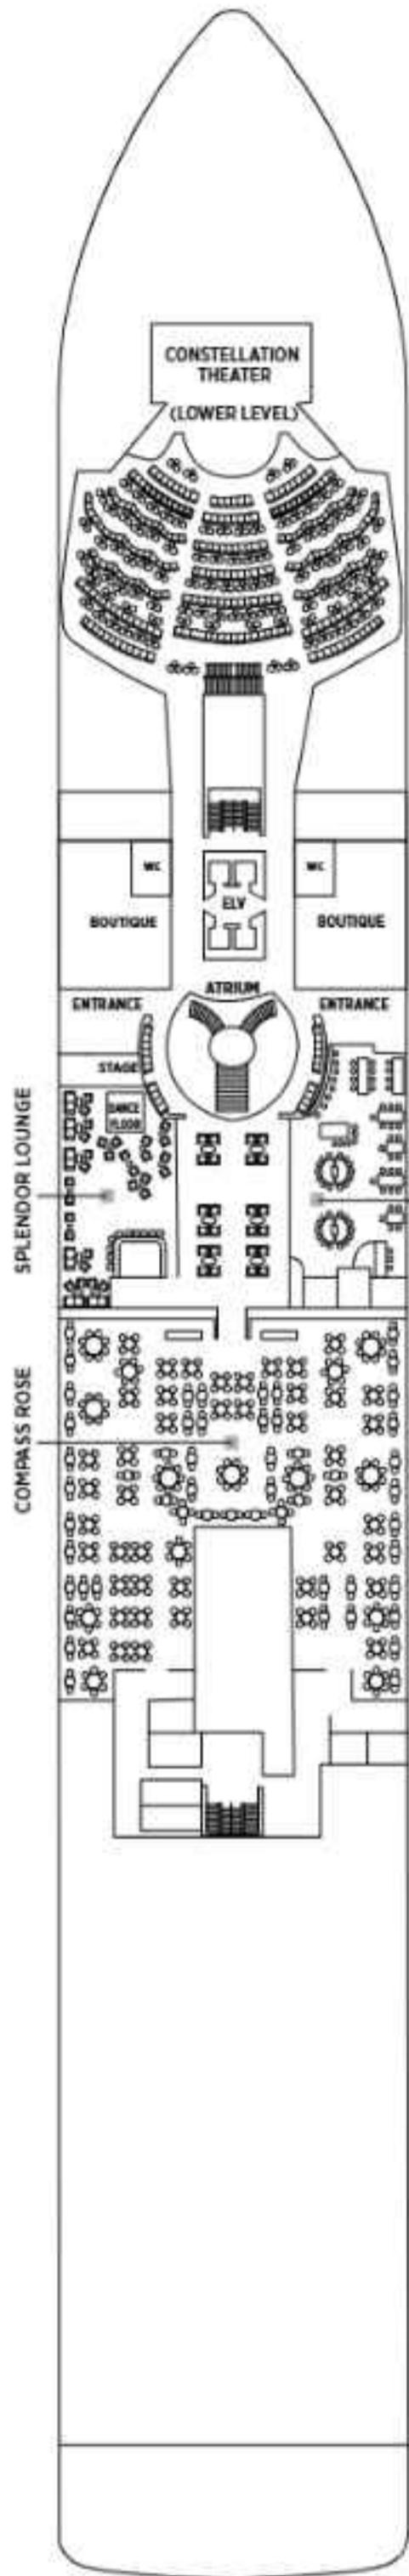 CONSTELLATION
THEATER
(LOWER LEVEL)
WC
WC
ELV
BOUTIQUE
BOUTIQUE
ATRIUM
ENTRANCE
ENTRANCE
STAGE
DANCE
FLOOR
SPLENDOR LOUNGE
COMPASS ROSE